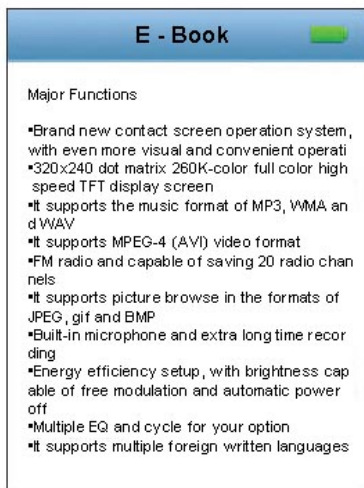 E - Book
Major Functions
•Brand new contact screen operation system,
with even more visual and convenient operati
•320x240 dot matrix 260K-color full color high
speed TFT display screen
•It supports the music format of MP3, WMA an
d WAV
•It supports MPEG-4 (AVI) video format
•FM radio and capable of saving 20 radio chan
nels
•It supports picture browse in the formats of
JPEG, gif and BMP
•Built-in microphone and extra long time recor
ding
•Energy efficiency setup, with brightness cap
able of free modulation and automatic power
off
•Multiple EQ and cycle for your option
•It supports multiple foreign written languages